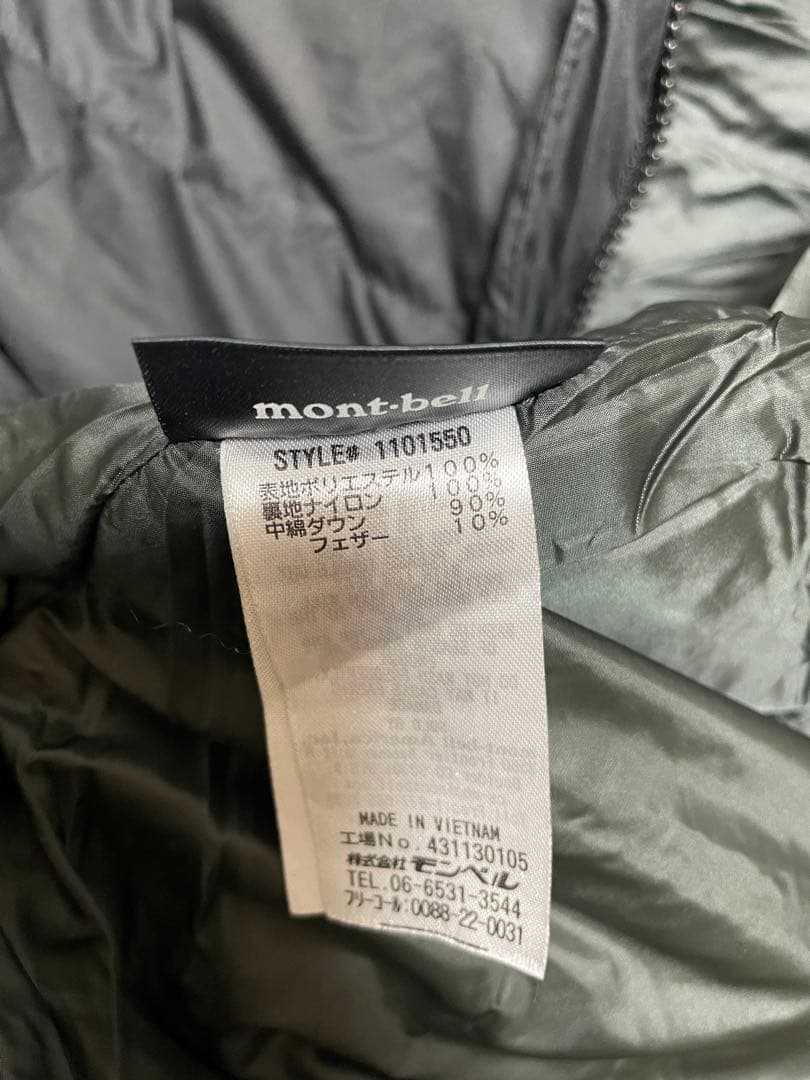 mont-bell
STYLE# 1101550
表地ポリエステル100%
裏地ナイロン 100%
中綿ダウン 90%
フェザー 10%
MADE IN VIETNAM
工場No. 431130105
株式会社モンベル
TEL.06-6531-3544
フリーコール:0088-22-0031